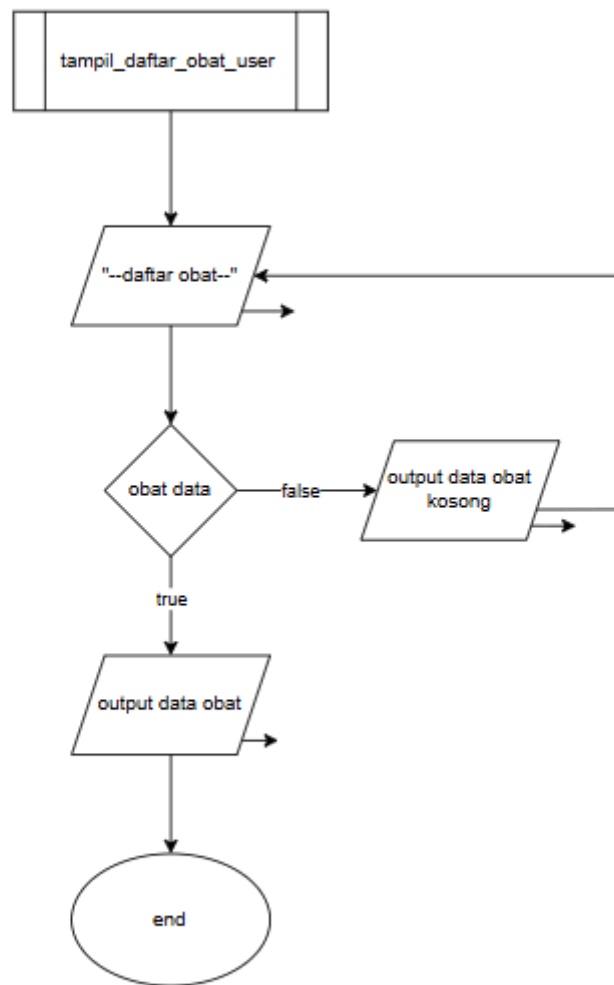 tampil_daftar_obat_user
"--daftar obat--"
obat data
false
output data obat
kosong
true
output data obat
end